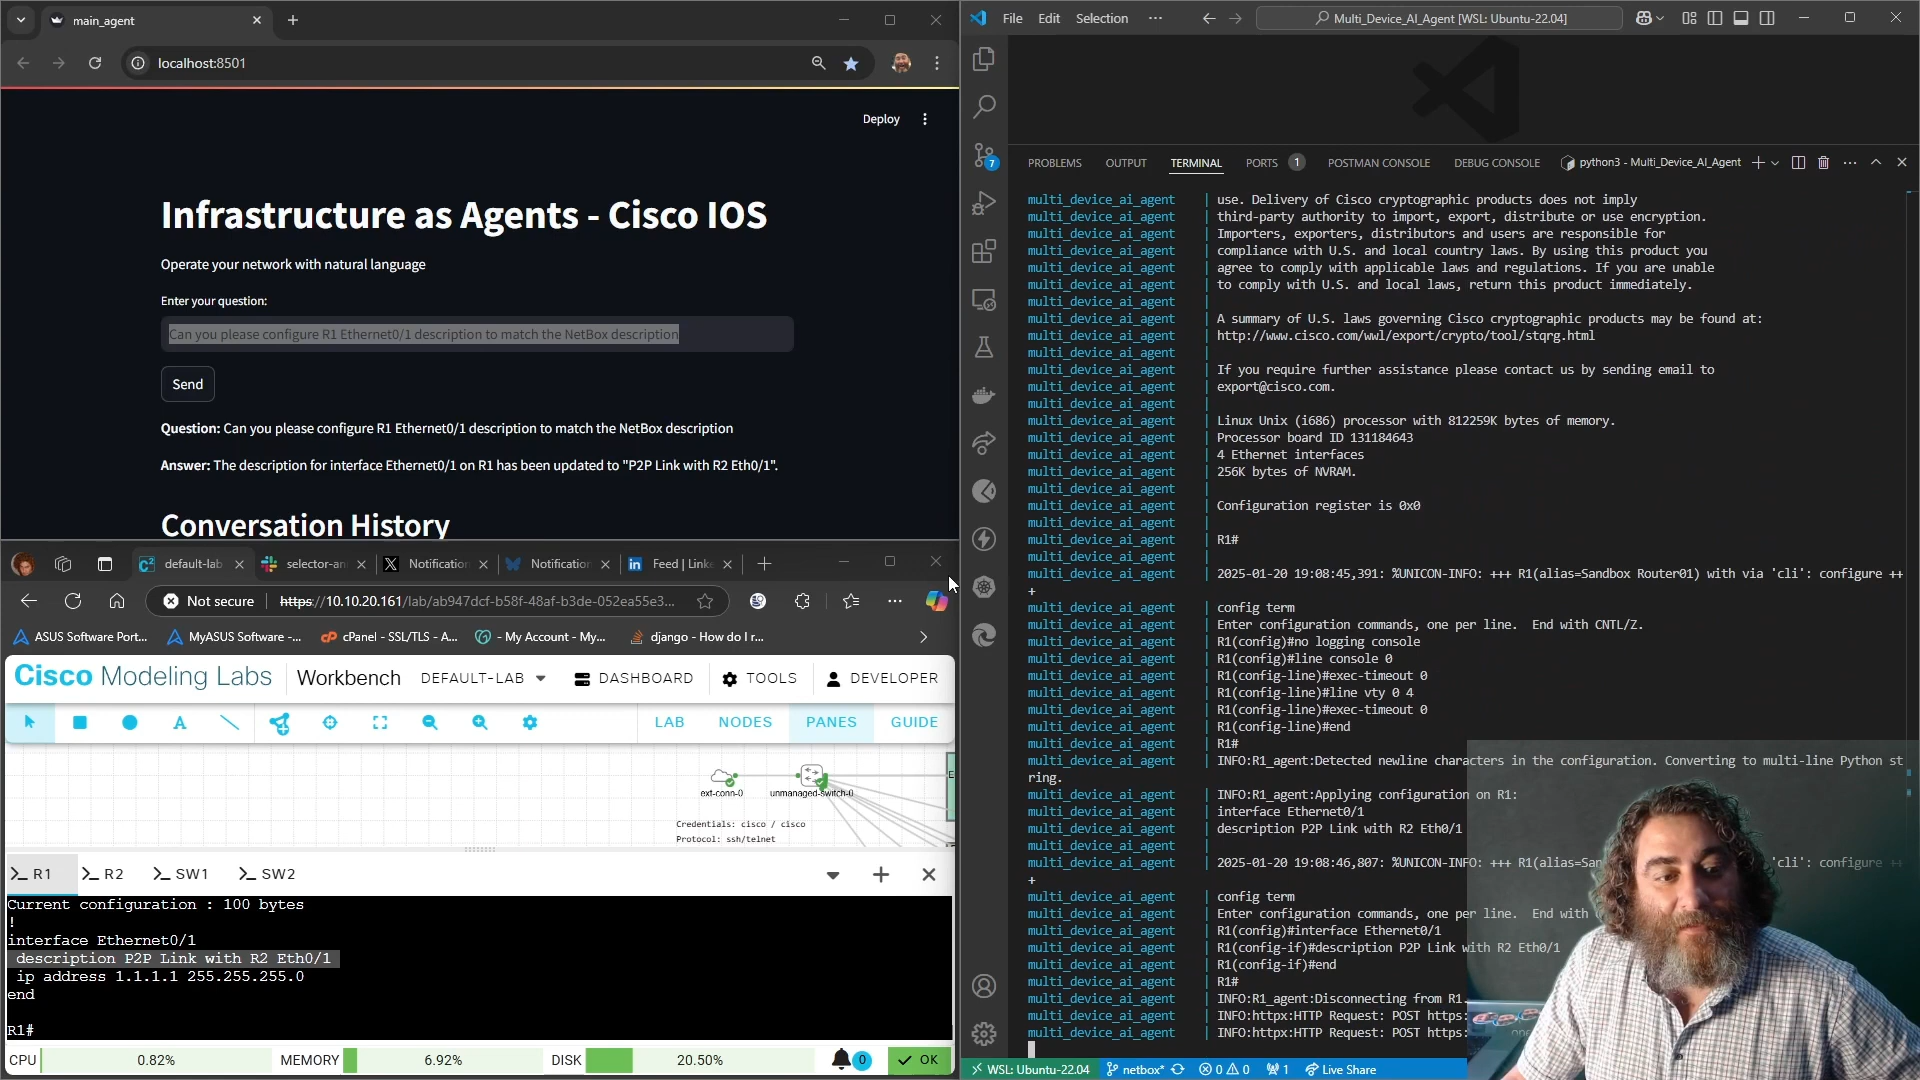 main_agent
localhost:8501
Deploy
Infrastructure as Agents - Cisco IOS
Operate your network with natural language
Enter your question:
Can you please configure R1 Ethernet0/1 description to match the NetBox description
Send
Question: Can you please configure R1 Ethernet0/1 description to match the NetBox description
Answer: The description for interface Ethernet0/1 on R1 has been updated to "P2P Link with R2 Eth0/1".
Conversation History
default-lab
selector-an
Notification
Notification
Feed | Linke
Not secure
https://10.10.20.161/lab/ab947dcf-b58f-48af-b3de-052ea55e3...
ASUS Software Port...
MyASUS Software -...
cPanel - SSL/TLS - A...
- My Account - My...
django - How do I r...
Cisco Modeling Labs
Workbench
DEFAULT-LAB
DASHBOARD
TOOLS
DEVELOPER
LAB
NODES
PANES
GUIDE
ext-conn-0
unmanaged-switch-0
Credentials: cisco / cisco
Protocol: ssh/telnet
R1
R2
SW1
SW2
Current configuration : 100 bytes
!
interface Ethernet0/1
description P2P Link with R2 Eth0/1
ip address 1.1.1.1 255.255.255.0
end
R1#
CPU 0.82%
MEMORY 6.92%
DISK 20.50%
0
OK
File Edit Selection ...
Multi_Device_AI_Agent [WSL: Ubuntu-22.04]
7
PROBLEMS OUTPUT TERMINAL PORTS 1 POSTMAN CONSOLE DEBUG CONSOLE
python3 - Multi_Device_AI_Agent
multi_device_ai_agent | use. Delivery of Cisco cryptographic products does not imply
multi_device_ai_agent | third-party authority to import, export, distribute or use encryption.
multi_device_ai_agent | Importers, exporters, distributors and users are responsible for
multi_device_ai_agent | compliance with U.S. and local country laws. By using this product you
multi_device_ai_agent | agree to comply with applicable laws and regulations. If you are unable
multi_device_ai_agent | to comply with U.S. and local laws, return this product immediately.
multi_device_ai_agent |
multi_device_ai_agent | A summary of U.S. laws governing Cisco cryptographic products may be found at:
multi_device_ai_agent | http://www.cisco.com/wwl/export/crypto/tool/stqrg.html
multi_device_ai_agent |
multi_device_ai_agent | If you require further assistance please contact us by sending email to
multi_device_ai_agent | export@cisco.com.
multi_device_ai_agent |
multi_device_ai_agent | Linux Unix (i686) processor with 812259K bytes of memory.
multi_device_ai_agent | Processor board ID 131184643
multi_device_ai_agent | 4 Ethernet interfaces
multi_device_ai_agent | 256K bytes of NVRAM.
multi_device_ai_agent |
multi_device_ai_agent | Configuration register is 0x0
multi_device_ai_agent |
multi_device_ai_agent | R1#
multi_device_ai_agent |
multi_device_ai_agent | 2025-01-20 19:08:45,391: %UNICON-INFO: +++ R1(alias=Sandbox Router01) with via 'cli': configure ++
+
multi_device_ai_agent | config term
multi_device_ai_agent | Enter configuration commands, one per line. End with CNTL/Z.
multi_device_ai_agent | R1(config)#no logging console
multi_device_ai_agent | R1(config)#line console 0
multi_device_ai_agent | R1(config-line)#exec-timeout 0
multi_device_ai_agent | R1(config-line)#line vty 0 4
multi_device_ai_agent | R1(config-line)#exec-timeout 0
multi_device_ai_agent | R1(config-line)#end
multi_device_ai_agent | R1#
multi_device_ai_agent | INFO:R1_agent:Detected newline characters in the configuration. Converting to multi-line Python st
ring.
multi_device_ai_agent | INFO:R1_agent:Applying configuration on R1:
multi_device_ai_agent | interface Ethernet0/1
multi_device_ai_agent | description P2P Link with R2 Eth0/1
multi_device_ai_agent |
multi_device_ai_agent | 2025-01-20 19:08:46,807: %UNICON-INFO: +++ R1(alias=San 'cli': configure ++
+
multi_device_ai_agent | config term
multi_device_ai_agent | Enter configuration commands, one per line. End with
multi_device_ai_agent | R1(config)#interface Ethernet0/1
multi_device_ai_agent | R1(config-if)#description P2P Link with R2 Eth0/1
multi_device_ai_agent | R1(config-if)#end
multi_device_ai_agent | R1#
multi_device_ai_agent | INFO:R1_agent:Disconnecting from R1.
multi_device_ai_agent | INFO:httpx:HTTP Request: POST https:
multi_device_ai_agent | INFO:httpx:HTTP Request: POST https:
WSL: Ubuntu-22.04
netbox*
0 0
1
Live Share